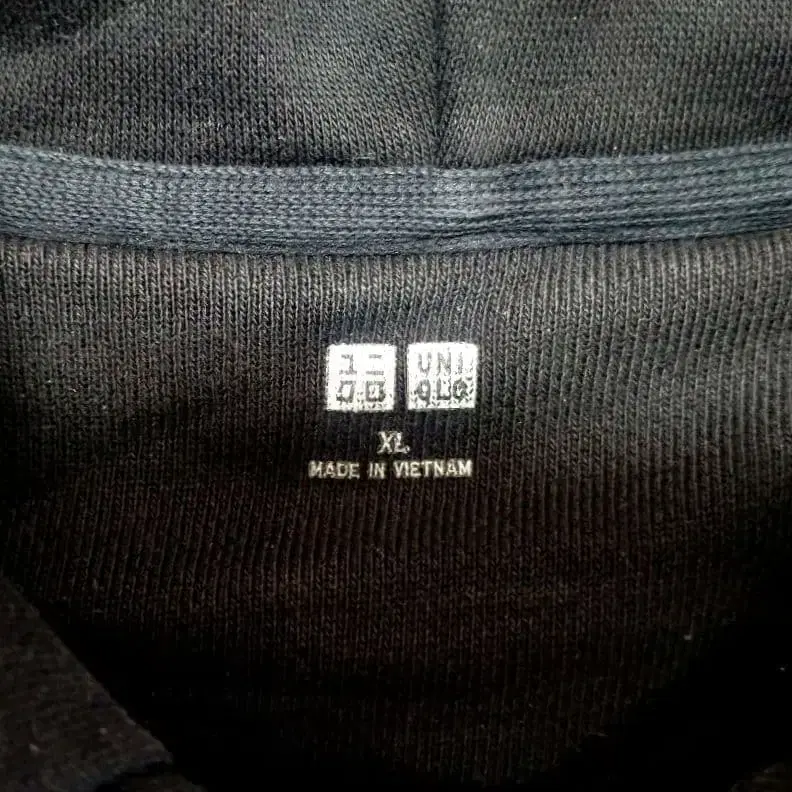 ユニ UNI
クロ QLO
XL
MADE IN VIETNAM